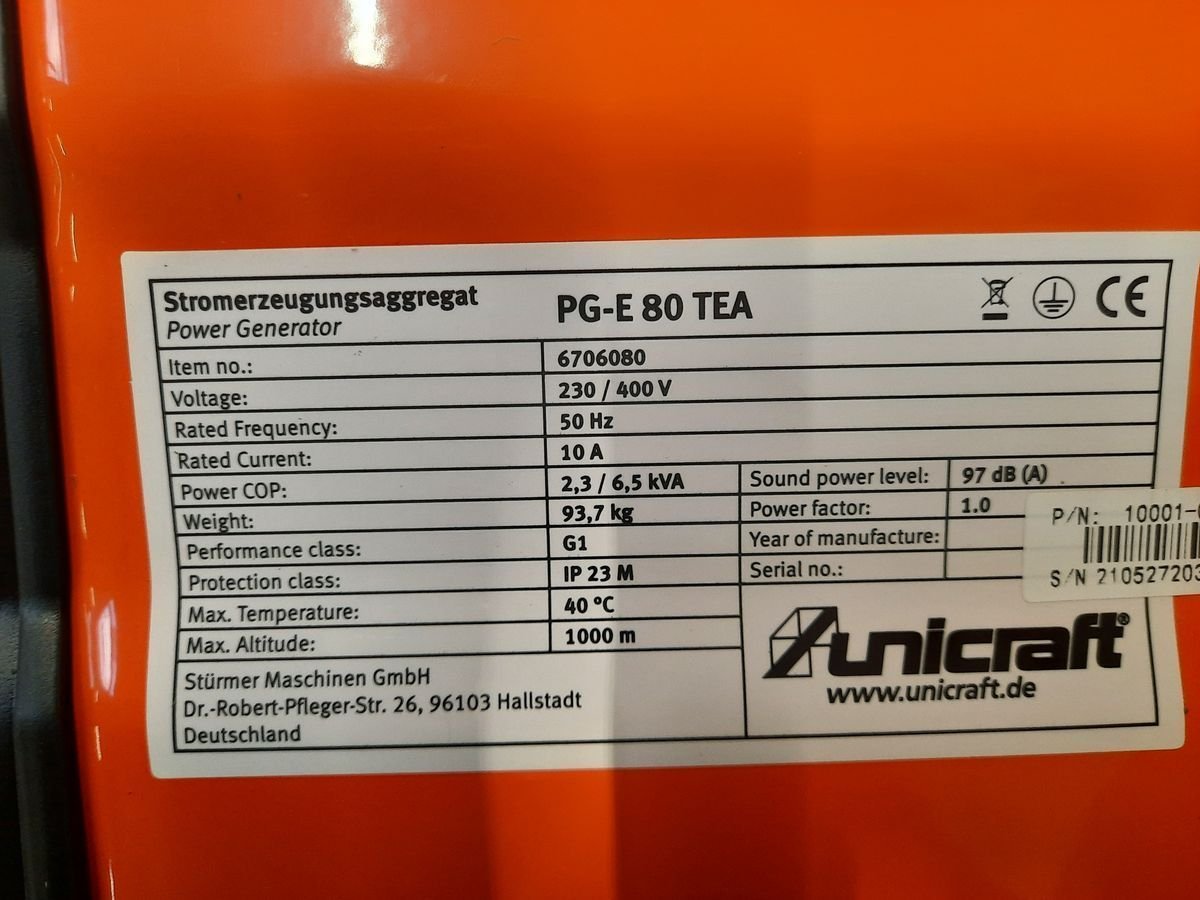 Stromerzeugungsaggregat
Power Generator
PG-E 80 TEA
CE
Item no.: 6706080
Voltage: 230 / 400 V
Rated Frequency: 50 Hz
Rated Current: 10 A
Power COP: 2,3 / 6,5 kVA Sound power level: 97 dB (A)
Weight: 93,7 kg Power factor: 1.0
Performance class: G1 Year of manufacture:
Protection class: IP 23 M Serial no.:
Max. Temperature: 40 °C
Max. Altitude: 1000 m
P/N: 10001-
S/N 210527203
Stürmer Maschinen GmbH
Dr.-Robert-Pfleger-Str. 26, 96103 Hallstadt
Deutschland
unicraft®
www.unicraft.de